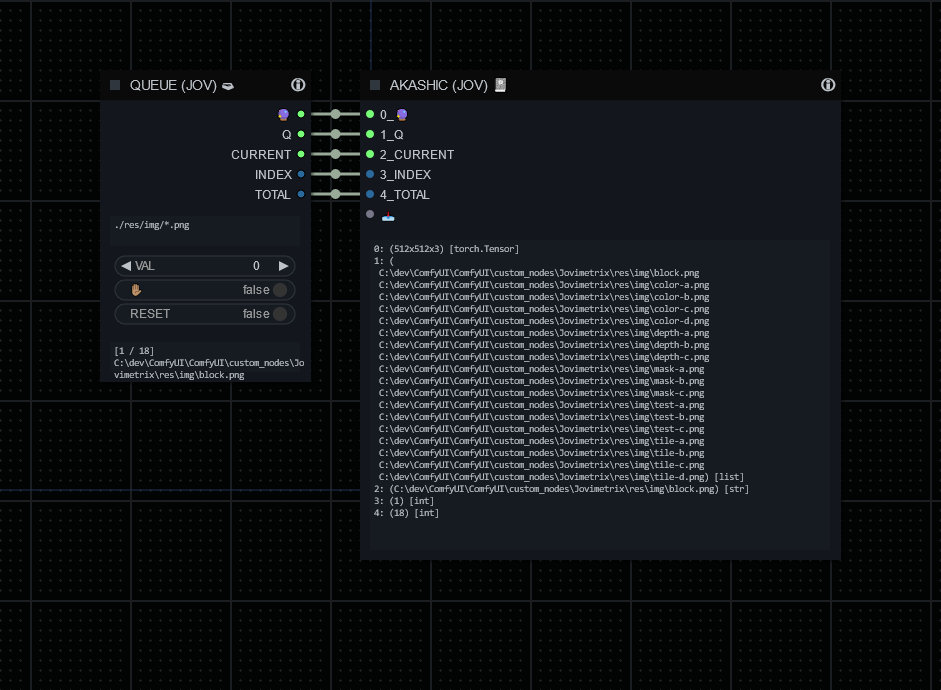 QUEUE (JOV)
Q
CURRENT
INDEX
TOTAL
./res/img/*.png
VAL 0
false
RESET false
[1 / 18]
C:\dev\ComfyUI\ComfyUI\custom_nodes\Jo
vimetrix\res\img\block.png
AKASHIC (JOV)
0_
1_Q
2_CURRENT
3_INDEX
4_TOTAL
0: (512x512x3) [torch.Tensor]
1: (
C:\dev\ComfyUI\ComfyUI\custom_nodes\Jovimetrix\res\img\block.png
C:\dev\ComfyUI\ComfyUI\custom_nodes\Jovimetrix\res\img\color-a.png
C:\dev\ComfyUI\ComfyUI\custom_nodes\Jovimetrix\res\img\color-b.png
C:\dev\ComfyUI\ComfyUI\custom_nodes\Jovimetrix\res\img\color-c.png
C:\dev\ComfyUI\ComfyUI\custom_nodes\Jovimetrix\res\img\color-d.png
C:\dev\ComfyUI\ComfyUI\custom_nodes\Jovimetrix\res\img\depth-a.png
C:\dev\ComfyUI\ComfyUI\custom_nodes\Jovimetrix\res\img\depth-b.png
C:\dev\ComfyUI\ComfyUI\custom_nodes\Jovimetrix\res\img\depth-c.png
C:\dev\ComfyUI\ComfyUI\custom_nodes\Jovimetrix\res\img\mask-a.png
C:\dev\ComfyUI\ComfyUI\custom_nodes\Jovimetrix\res\img\mask-b.png
C:\dev\ComfyUI\ComfyUI\custom_nodes\Jovimetrix\res\img\mask-c.png
C:\dev\ComfyUI\ComfyUI\custom_nodes\Jovimetrix\res\img\test-a.png
C:\dev\ComfyUI\ComfyUI\custom_nodes\Jovimetrix\res\img\test-b.png
C:\dev\ComfyUI\ComfyUI\custom_nodes\Jovimetrix\res\img\test-c.png
C:\dev\ComfyUI\ComfyUI\custom_nodes\Jovimetrix\res\img\tile-a.png
C:\dev\ComfyUI\ComfyUI\custom_nodes\Jovimetrix\res\img\tile-b.png
C:\dev\ComfyUI\ComfyUI\custom_nodes\Jovimetrix\res\img\tile-c.png
C:\dev\ComfyUI\ComfyUI\custom_nodes\Jovimetrix\res\img\tile-d.png) [list]
2: (C:\dev\ComfyUI\ComfyUI\custom_nodes\Jovimetrix\res\img\block.png) [str]
3: (1) [int]
4: (18) [int]